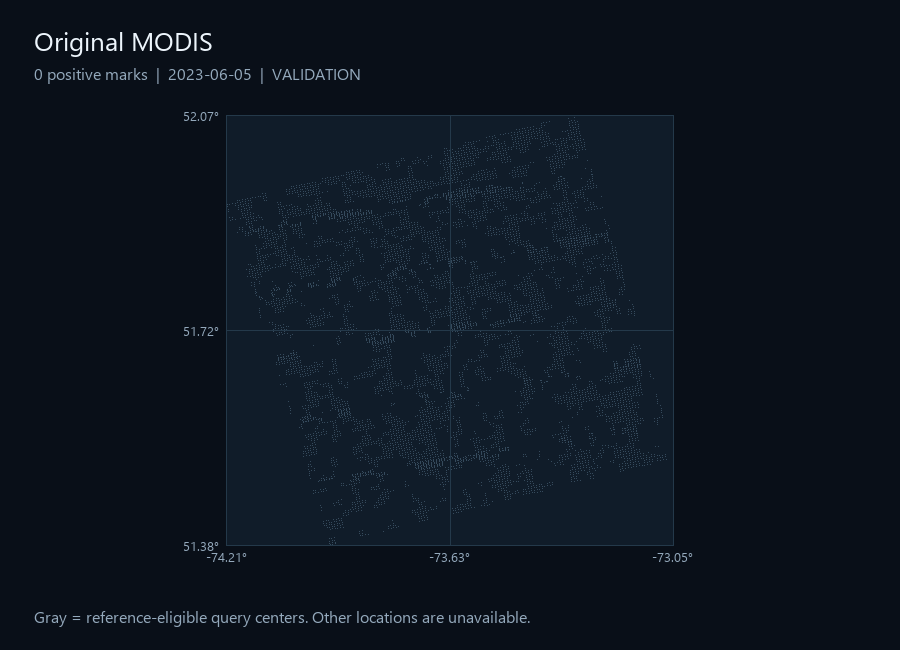 Original MODIS
0 positive marks | 2023-06-05 | VALIDATION
52.07°
51.72°
51.38°
-74.21°
-73.63°
-73.05°
Gray = reference-eligible query centers. Other locations are unavailable.